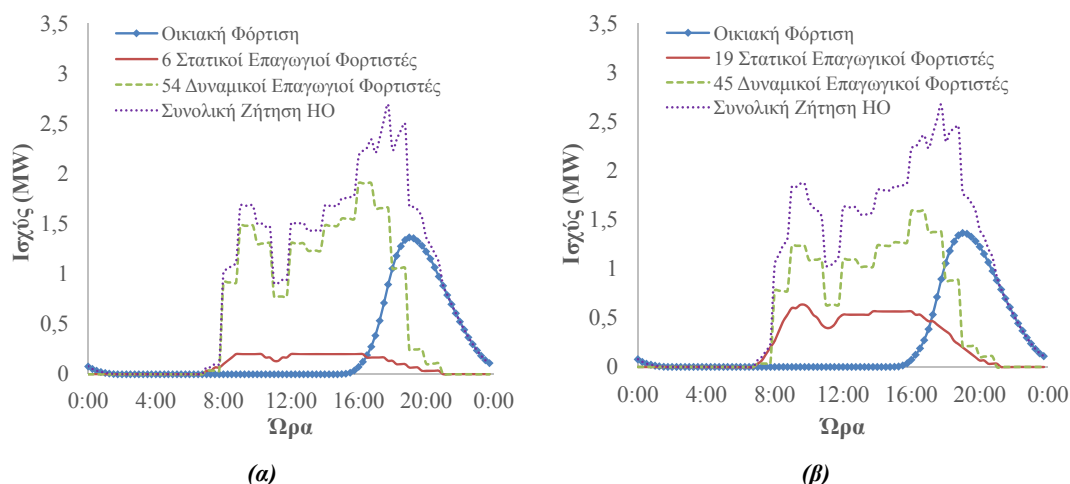 3,5
3
2,5
2
1,5
1
0,5
0
Ισχύς (MW)
Οικιακή Φόρτιση
6 Στατικοί Επαγωγιοί Φορτιστές
54 Δυναμικοί Επαγωγιοί Φορτιστές
Συνολική Ζήτηση ΗΟ
0:00 4:00 8:00 12:00 16:00 20:00 0:00
Ώρα
(α)
3,5
3
2,5
2
1,5
1
0,5
0
Ισχύς (MW)
Οικιακή Φόρτιση
19 Στατικοί Επαγωγικοί Φορτιστές
45 Δυναμικοί Επαγωγικοί Φορτιστές
Συνολική Ζήτηση ΗΟ
0:00 4:00 8:00 12:00 16:00 20:00 0:00
Ώρα
(β)